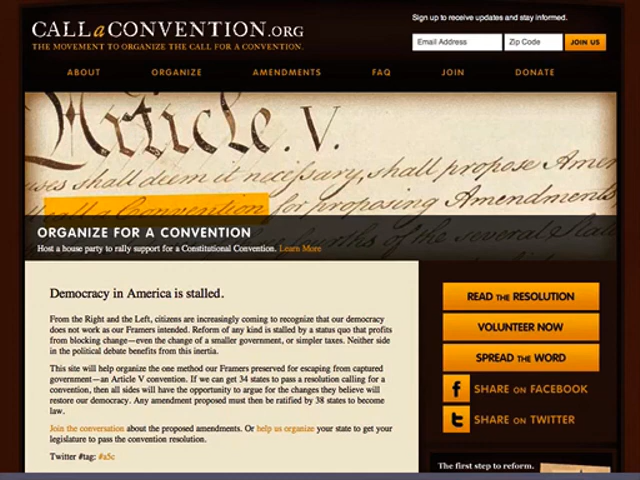 CALLaCONVENTION.ORG
THE MOVEMENT TO ORGANIZE THE CALL FOR A CONVENTION.
Sign up to receive updates and stay informed.
Email Address
Zip Code
JOIN US
ABOUT
ORGANIZE
AMENDMENTS
FAQ
JOIN
DONATE
Article. V.
uses shall deem it neceſsary, shall propose Amen
call a Convention for proposing Amendments
fourths of the several
ORGANIZE FOR A CONVENTION
Host a house party to rally support for a Constitutional Convention. Learn More
Democracy in America is stalled.
From the Right and the Left, citizens are increasingly coming to recognize that our democracy
does not work as our Framers intended. Reform of any kind is stalled by a status quo that profits
from blocking change—even the change of a smaller government, or simpler taxes. Neither side
in the political debate benefits from this inertia.
This site will help organize the one method our Framers preserved for escaping from captured
government—an Article V convention. If we can get 34 states to pass a resolution calling for a
convention, then all sides will have the opportunity to argue for the changes they believe will
restore our democracy. Any amendment proposed must then be ratified by 38 states to become
law.
Join the conversation about the proposed amendments. Or help us organize your state to get your
legislature to pass the convention resolution.
Twitter #tag: #a5c
READ THE RESOLUTION
VOLUNTEER NOW
SPREAD THE WORD
f SHARE ON FACEBOOK
t SHARE ON TWITTER
The first step to reform.